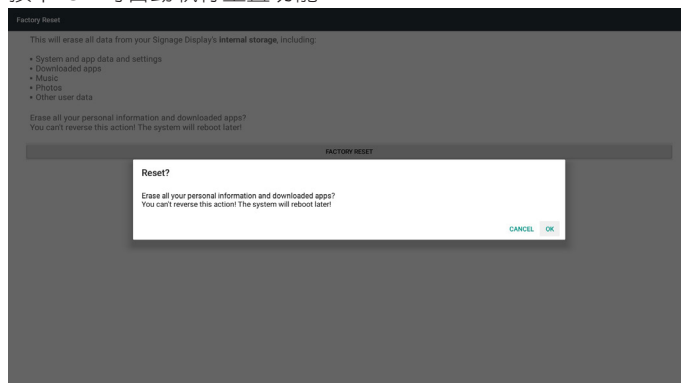 Factory Reset
This will erase all data from your Signage Display's internal storage, including:
• System and app data and settings
• Downloaded apps
• Music
• Photos
• Other user data
Erase all your personal information and downloaded apps?
You can't reverse this action! The system will reboot later!
FACTORY RESET
Reset?
Erase all your personal information and downloaded apps?
You can't reverse this action! The system will reboot later!
CANCEL OK